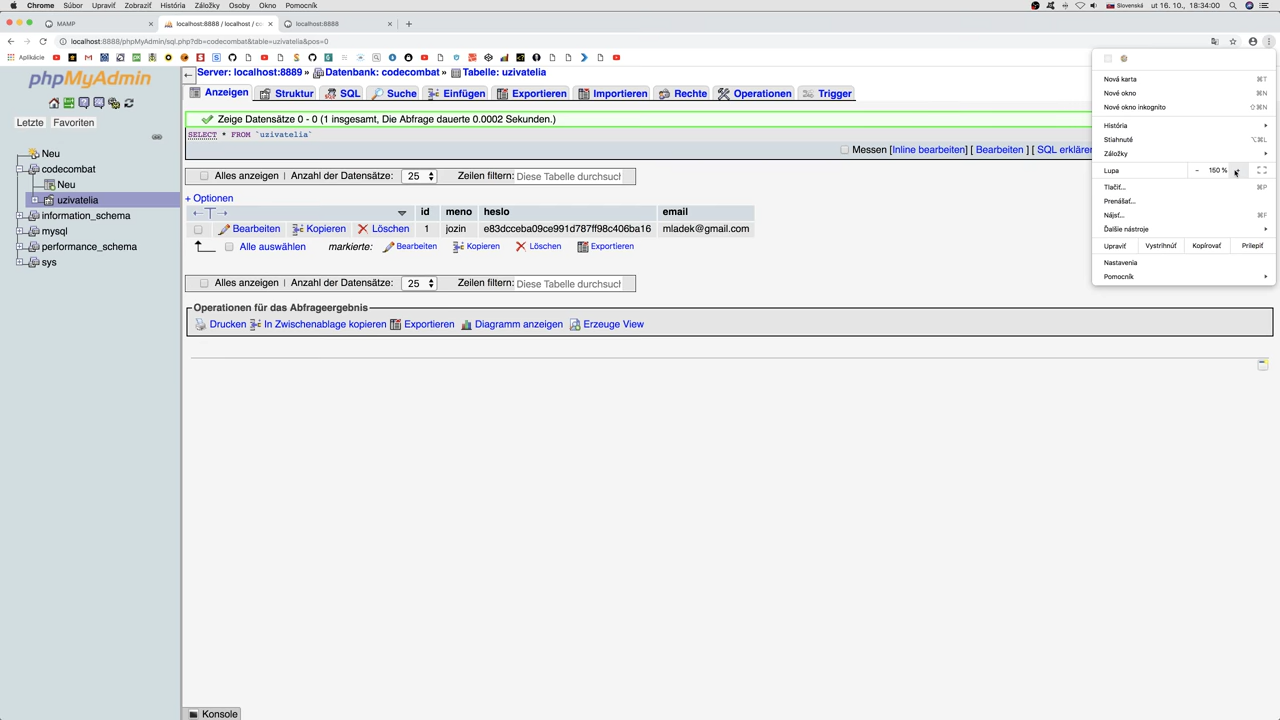 Chrome Súbor Upraviť Zobraziť História Záložky Osoby Okno Pomocník Slovenská ut 16. 10., 18:34:00
MAMP × localhost:8888 / localhost / co × localhost:8888 × +
localhost:8888/phpMyAdmin/sql.php?db=codecombat&table=uzivatelia&pos=0
Aplikácie
phpMyAdmin
Letzte Favoriten
Neu
codecombat
Neu
uzivatelia
information_schema
mysql
performance_schema
sys
Server: localhost:8889 » Datenbank: codecombat » Tabelle: uzivatelia
Anzeigen Struktur SQL Suche Einfügen Exportieren Importieren Rechte Operationen Trigger
Zeige Datensätze 0 - 0 (1 insgesamt, Die Abfrage dauerte 0.0002 Sekunden.)
SELECT * FROM `uzivatelia`
Messen [Inline bearbeiten] [ Bearbeiten ] [ SQL erklären
Alles anzeigen | Anzahl der Datensätze: 25 Zeilen filtern: Diese Tabelle durchsuch
+ Optionen
←T→ id meno heslo email
Bearbeiten Kopieren Löschen 1 jozin e83dcceba09ce991d787ff98c406ba16 mladek@gmail.com
Alle auswählen markierte: Bearbeiten Kopieren Löschen Exportieren
Alles anzeigen | Anzahl der Datensätze: 25 Zeilen filtern: Diese Tabelle durchsuch
Operationen für das Abfrageergebnis
Drucken In Zwischenablage kopieren Exportieren Diagramm anzeigen Erzeuge View
Konsole
Nová karta ⌘T
Nové okno ⌘N
Nové okno inkognito ⇧⌘N
História
Stiahnuté ⌥⌘L
Záložky
Lupa − 150 %
Tlačiť... ⌘P
Prenášať...
Nájsť... ⌘F
Ďalšie nástroje
Upraviť Vystrihnúť Kopírovať Prilepiť
Nastavenia
Pomocník